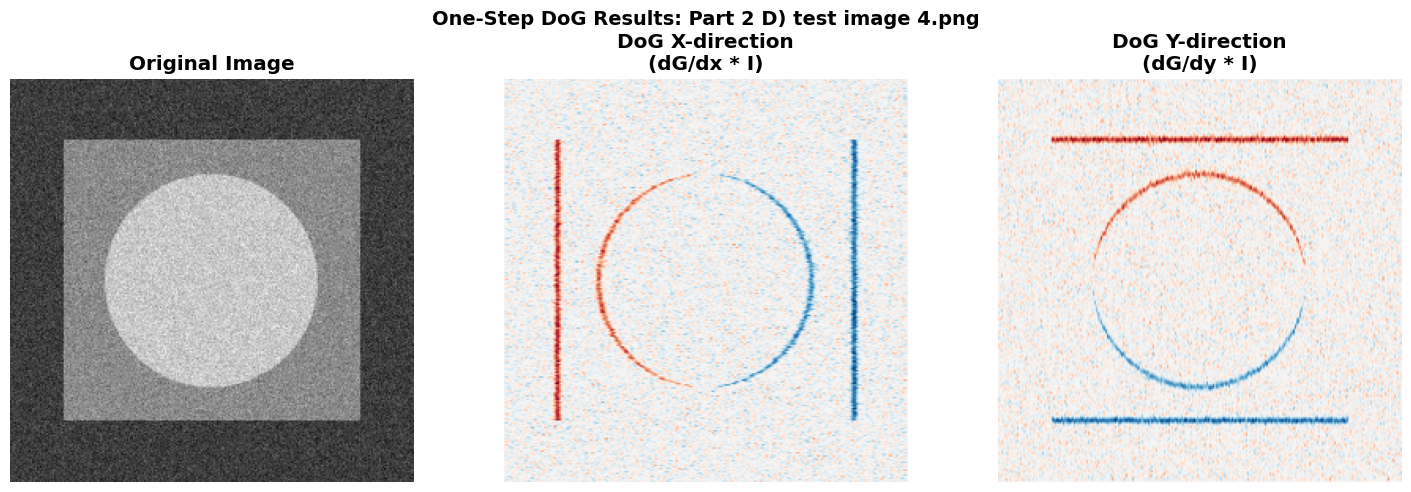 One-Step DoG Results: Part 2 D) test image 4.png
Original Image
DoG X-direction
(dG/dx * I)
DoG Y-direction
(dG/dy * I)